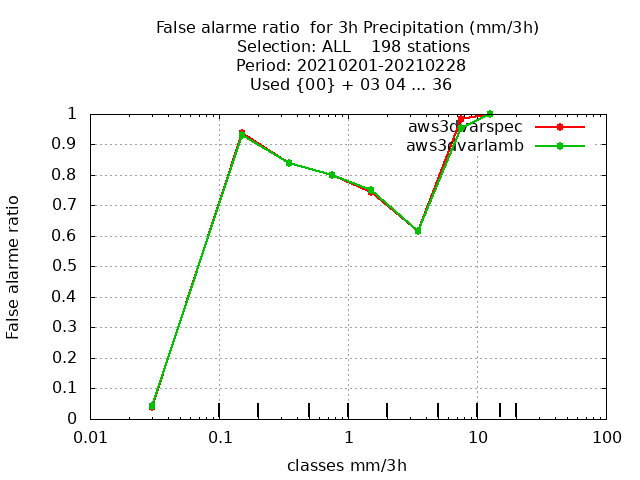 False alarme ratio  for 3h Precipitation (mm/3h)
Selection: ALL    198 stations
Period: 20210201-20210228
Used {00} + 03 04 ... 36
1
0.9
0.8
0.7
0.6
0.5
0.4
0.3
0.2
0.1
0
False alarme ratio
aws3dvarspec
aws3dvarlamb
0.01
0.1
1
10
100
classes mm/3h